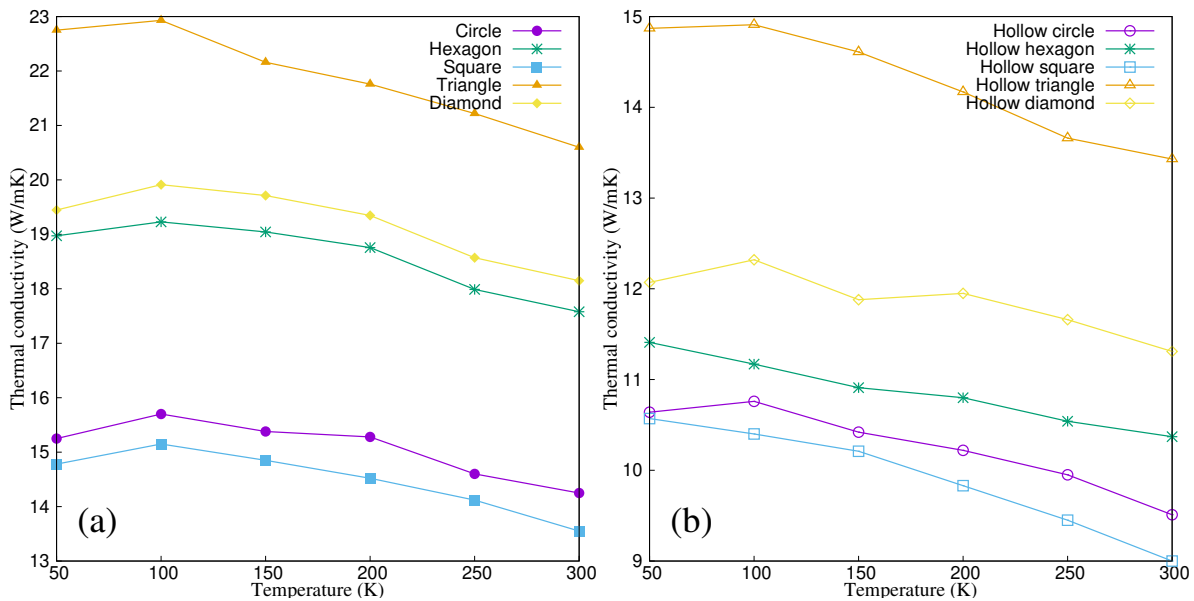 23
22
21
20
19
18
17
16
15
14
13
Thermal conductivity (W/mK)
Circle
Hexagon
Square
Triangle
Diamond
(a)
50 100 150 200 250 300
Temperature (K)
15
14
13
12
11
10
9
Thermal conductivity (W/mK)
Hollow circle
Hollow hexagon
Hollow square
Hollow triangle
Hollow diamond
(b)
50 100 150 200 250 300
Temperature (K)